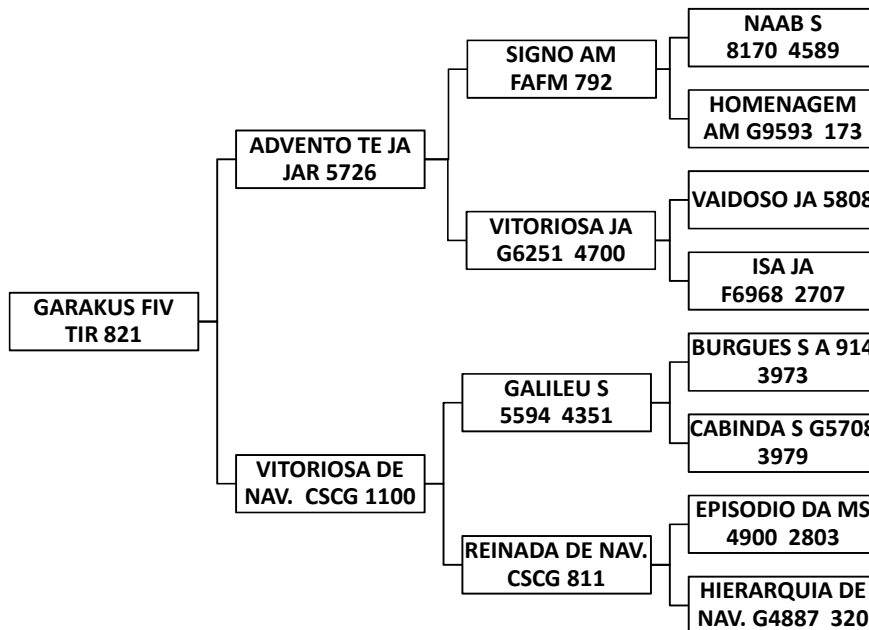 NAAB S
8170 4589
SIGNO AM
FAFM 792
HOMENAGEM
AM G9593 173
ADVENTO TE JA
JAR 5726
VAIDOSO JA 5808
VITORIOSA JA
G6251 4700
ISA JA
F6968 2707
GARAKUS FIV
TIR 821
BURGUES S A 914
3973
GALILEU S
5594 4351
CABINDA S G5708
3979
VITORIOSA DE
NAV. CSCG 1100
EPISODIO DA MS
4900 2803
REINADA DE NAV.
CSCG 811
HIERARQUIA DE
NAV. G4887 320